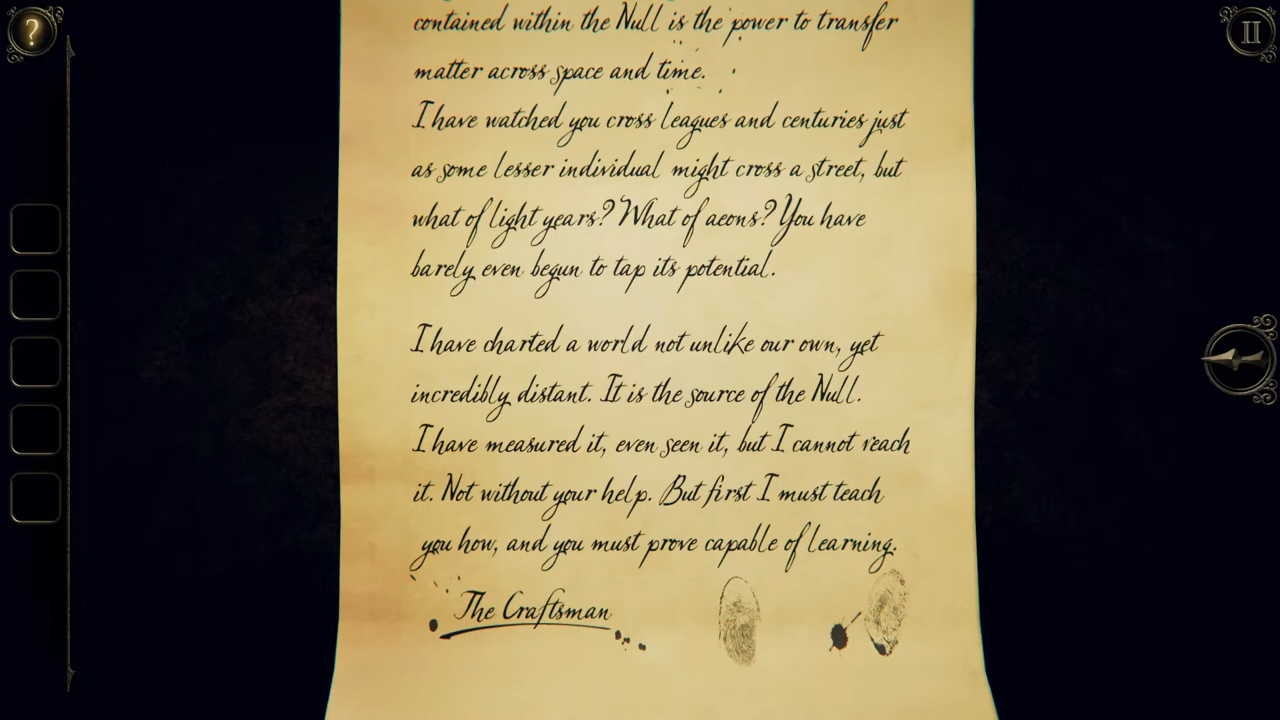 ?
contained within the Null is the power to transfer
matter across space and time.
I have watched you cross leagues and centuries just
as some lesser individual might cross a street, but
what of light years? What of aeons? You have
barely even begun to tap its potential.
I have charted a world not unlike our own, yet
incredibly distant. It is the source of the Null.
I have measured it, even seen it, but I cannot reach
it. Not without your help. But first I must teach
you how, and you must prove capable of learning.
The Craftsman